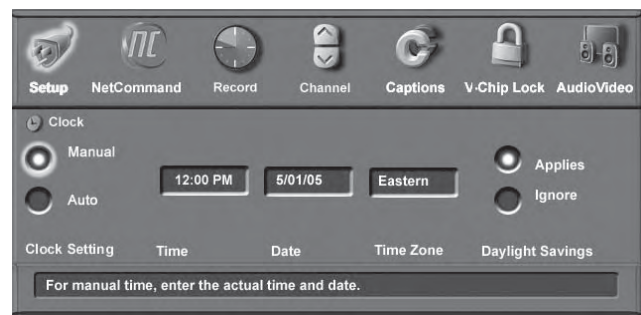 Setup NetCommand Record Channel Captions V-Chip Lock AudioVideo
Clock
Manual
Auto
12:00 PM 5/01/05 Eastern
Applies
Ignore
Clock Setting Time Date Time Zone Daylight Savings
For manual time, enter the actual time and date.